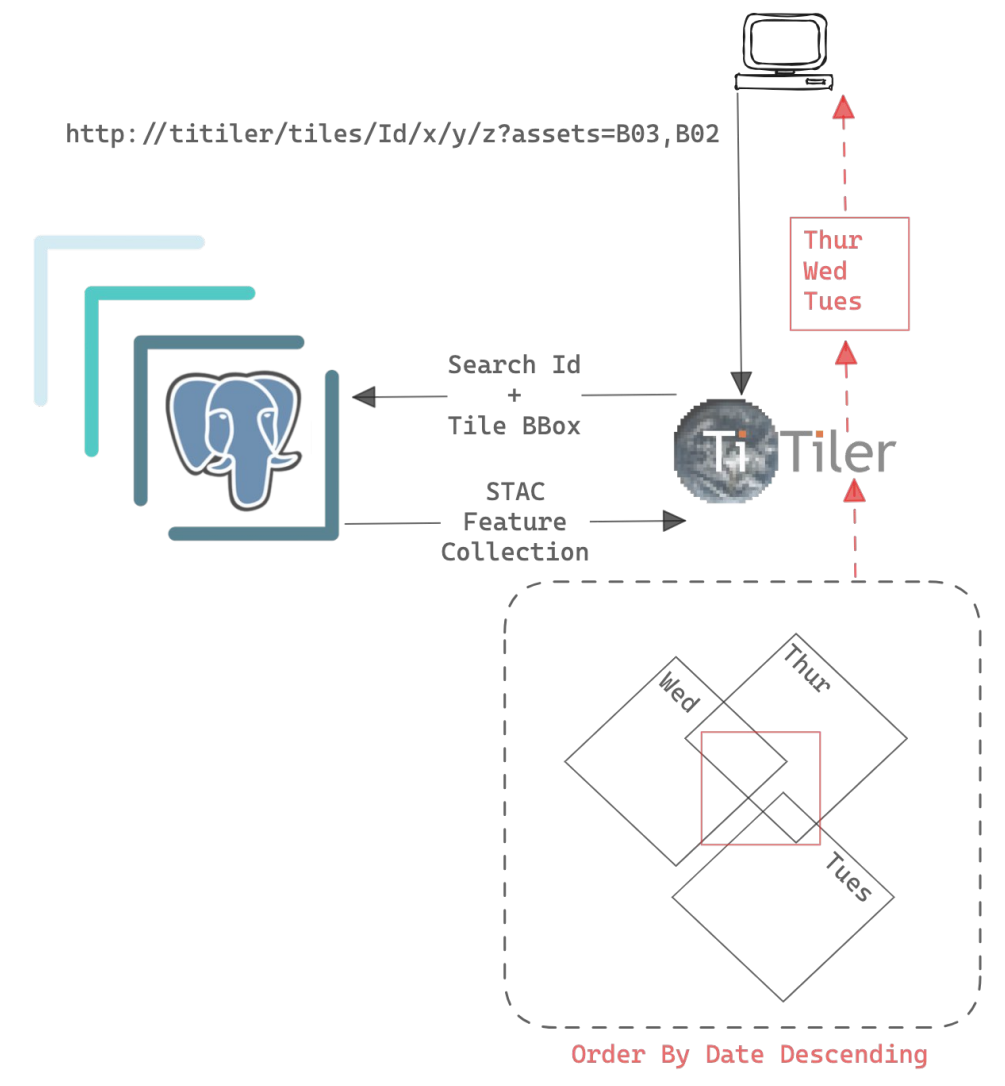 http://titiler/tiles/Id/x/y/z?assets=B03,B02
Thur
Wed
Tues
Search Id
+
Tile BBox
TiTiler
STAC
Feature
Collection
Wed
Thur
Tues
Order By Date Descending